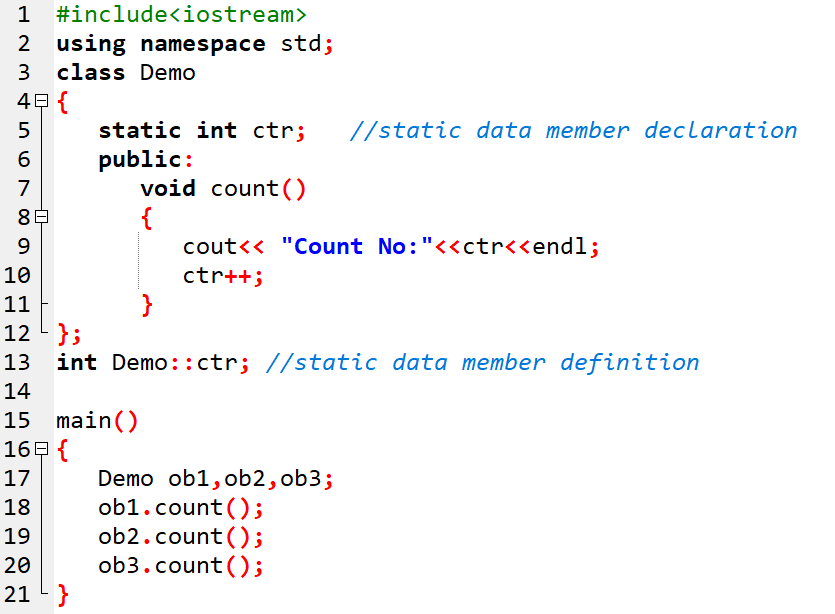 1 #include<iostream>
2 using namespace std;
3 class Demo
4 {
5    static int ctr;   //static data member declaration
6    public:
7       void count()
8       {
9          cout<< "Count No:"<<ctr<<endl;
10          ctr++;
11       }
12 };
13 int Demo::ctr; //static data member definition
14
15 main()
16 {
17    Demo ob1,ob2,ob3;
18    ob1.count();
19    ob2.count();
20    ob3.count();
21 }